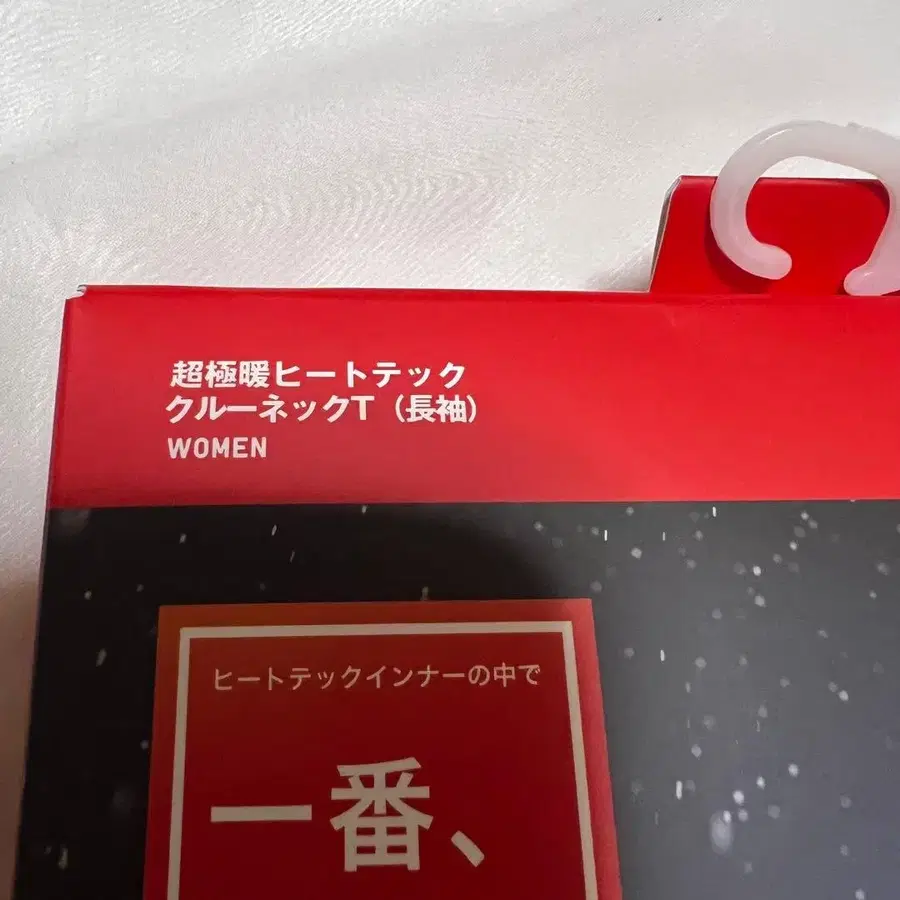 超極暖ヒートテック
クルーネックT（長袖）
WOMEN
ヒートテックインナーの中で
一番、